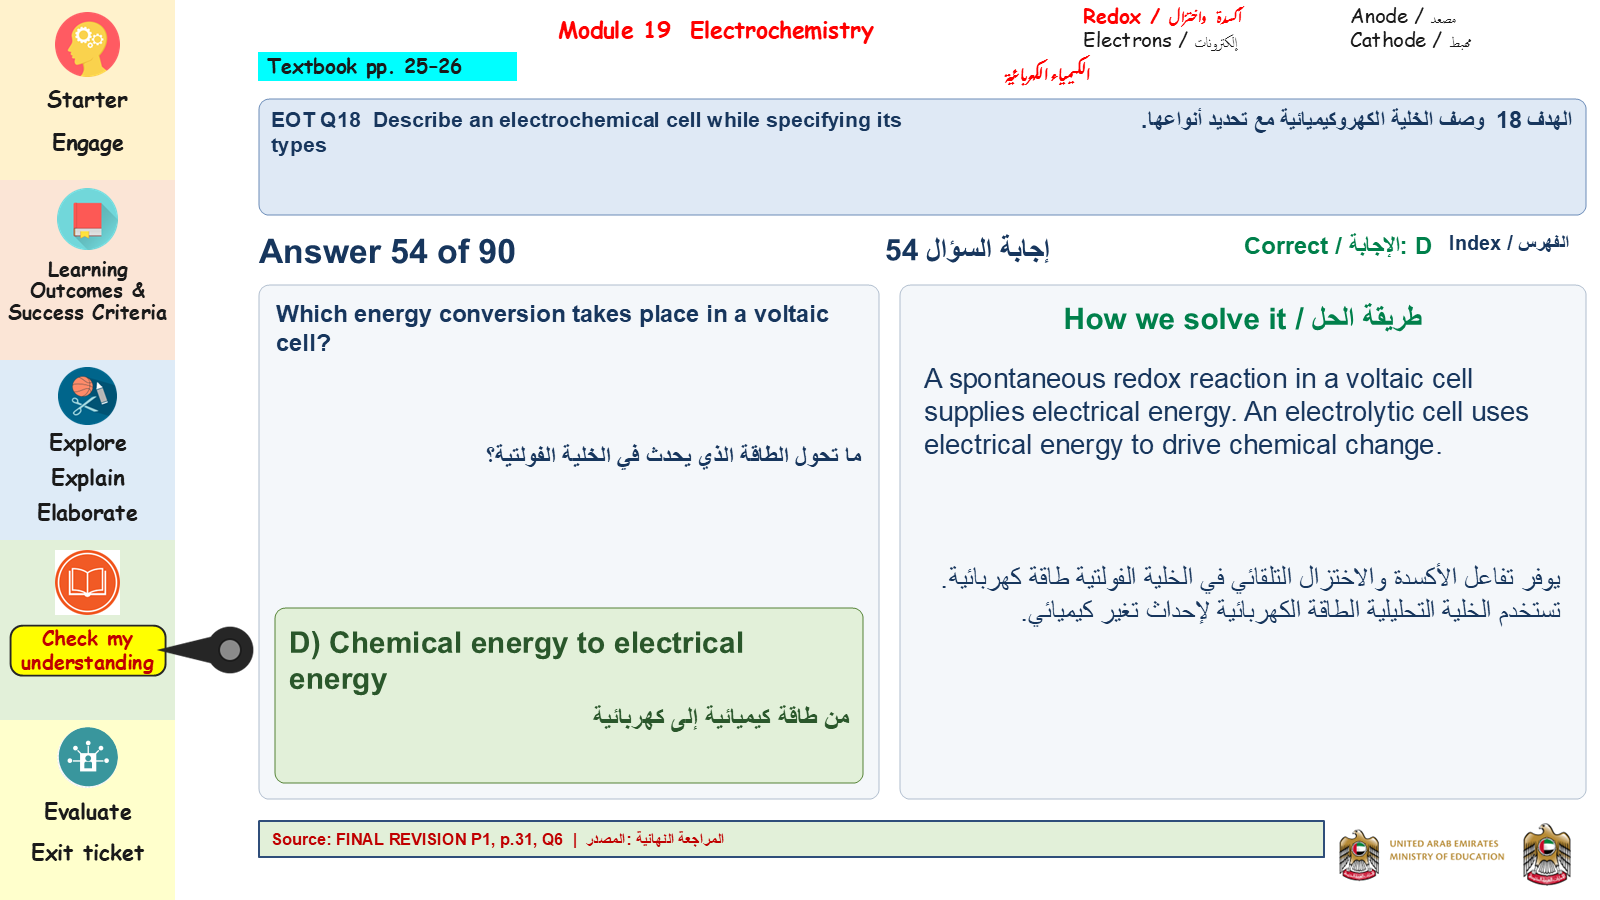 Starter
Engage
Learning
Outcomes &
Success Criteria
Explore
Explain
Elaborate
Check my
understanding
Evaluate
Exit ticket
Module 19 Electrochemistry
Redox / أكسدة واختزال
Electrons / إلكترونات
Anode / مصعد
Cathode / مهبط
Textbook pp. 25-26
الكيمياء الكهربائية
EOT Q18 Describe an electrochemical cell while specifying its
types
الهدف 18 وصف الخلية الكهروكيميائية مع تحديد أنواعها.
Answer 54 of 90
إجابة السؤال 54
Correct / الإجابة: D
Index / الفهرس
Which energy conversion takes place in a voltaic
cell?
ما تحول الطاقة الذي يحدث في الخلية الفولتية؟
D) Chemical energy to electrical
energy
من طاقة كيميائية إلى كهربائية
How we solve it / طريقة الحل
A spontaneous redox reaction in a voltaic cell
supplies electrical energy. An electrolytic cell uses
electrical energy to drive chemical change.
يوفر تفاعل الأكسدة والاختزال التلقائي في الخلية الفولتية طاقة كهربائية.
تستخدم الخلية التحليلية الطاقة الكهربائية لإحداث تغير كيميائي.
Source: FINAL REVISION P1, p.31, Q6 | المصدر: المراجعة النهائية
UNITED ARAB EMIRATES
MINISTRY OF EDUCATION